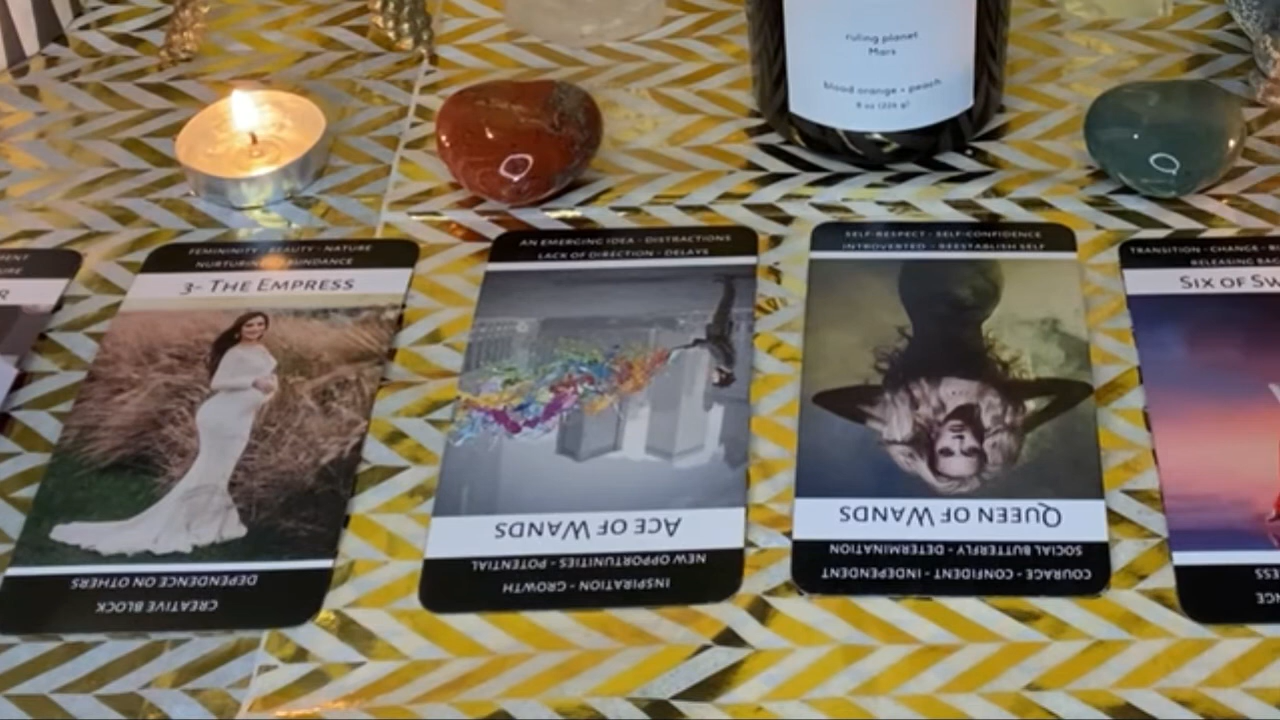 ruling planet
Mars
blood orange + peach
8 oz (226 g)
FEMININITY - BEAUTY - NATURE
3- THE EMPRESS
DEPENDENCE ON OTHERS
CREATIVE BLOCK
AN EMERGING IDEA - DISTRACTIONS
LACK OF DIRECTION - DELAYS
ACE OF WANDS
NEW OPPORTUNITIES - POTENTIAL
INSPIRATION - GROWTH
SELF-RESPECT - SELF-CONFIDENCE
INTROVERTED - REESTABLISH SELF
QUEEN OF WANDS
SOCIAL BUTTERFLY - DETERMINATION
COURAGE - CONFIDENT - INDEPENDENT
TRANSITION - CHANGE -
RELEASING
SIX OF